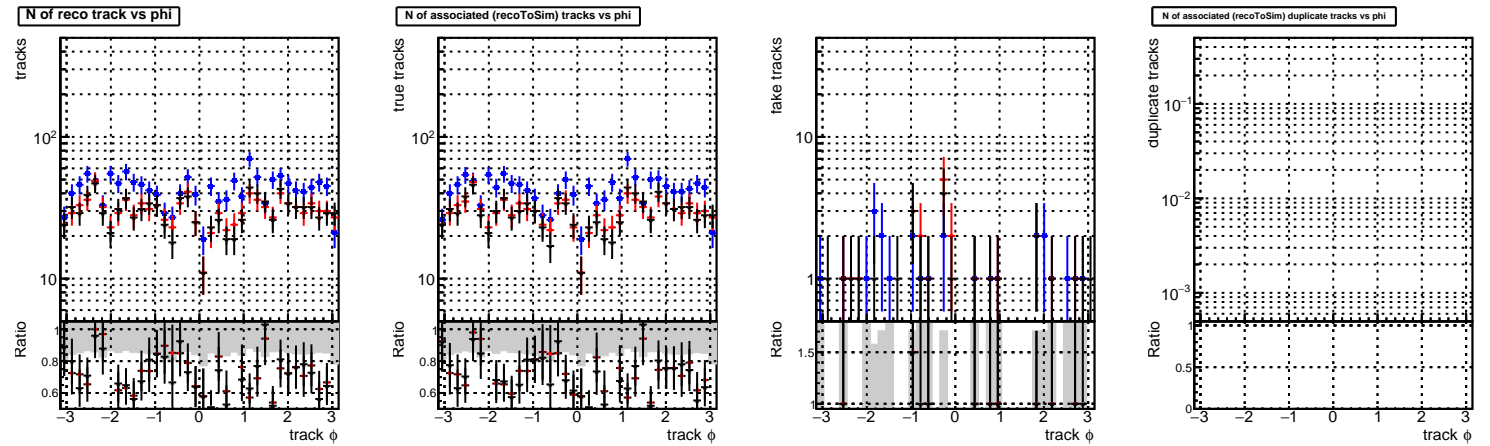 N of reco track vs phi
tracks
10²
10
Ratio
1
0.8
0.6
−3 −2 −1 0 1 2 3
track ϕ
N of associated (recoToSim) tracks vs phi
true tracks
10²
10
Ratio
1
0.8
0.6
−3 −2 −1 0 1 2 3
track ϕ
fake tracks
10
1
Ratio
1.5
1
−3 −2 −1 0 1 2 3
track ϕ
N of associated (recoToSim) duplicate tracks vs phi
duplicate tracks
10⁻¹
10⁻²
10⁻³
Ratio
1
0.5
0
−3 −2 −1 0 1 2 3
track ϕ